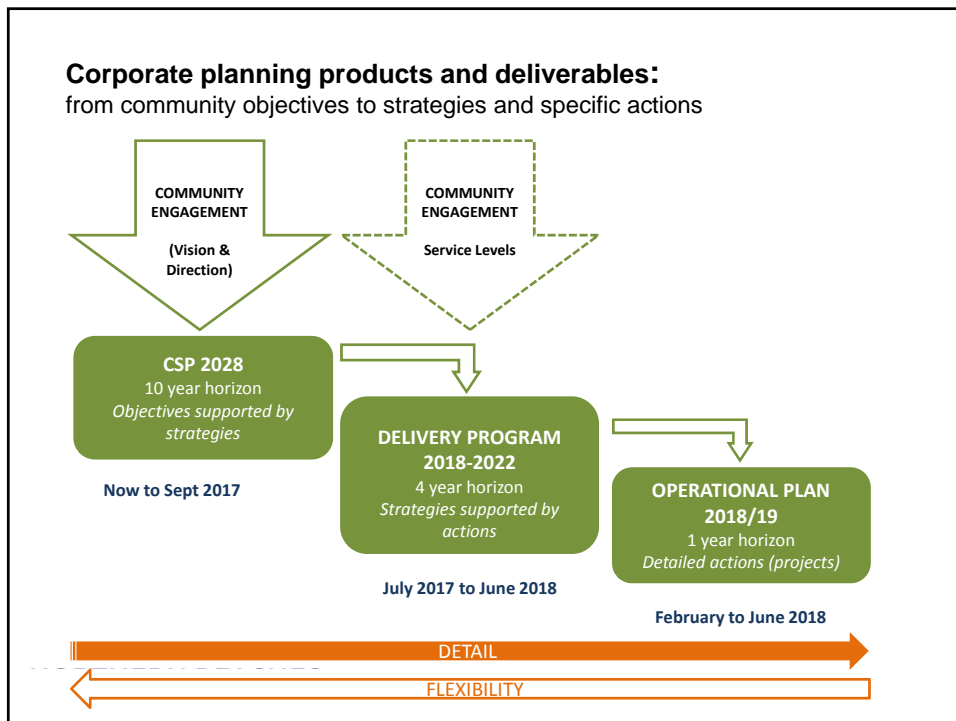 Corporate planning products and deliverables:
from community objectives to strategies and specific actions
COMMUNITY
ENGAGEMENT
(Vision &
Direction)
COMMUNITY
ENGAGEMENT
Service Levels
CSP 2028
10 year horizon
Objectives supported by
strategies
Now to Sept 2017
DELIVERY PROGRAM
2018-2022
4 year horizon
Strategies supported by
actions
July 2017 to June 2018
OPERATIONAL PLAN
2018/19
1 year horizon
Detailed actions (projects)
February to June 2018
DETAIL
FLEXIBILITY